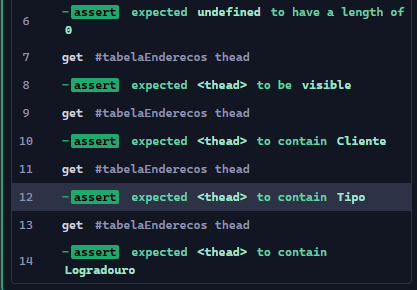 6 -assert expected undefined to have a length of
0
7 get #tabelaEnderecos thead
8 -assert expected <thead> to be visible
9 get #tabelaEnderecos thead
10 -assert expected <thead> to contain Cliente
11 get #tabelaEnderecos thead
12 -assert expected <thead> to contain Tipo
13 get #tabelaEnderecos thead
14 -assert expected <thead> to contain
Logradouro